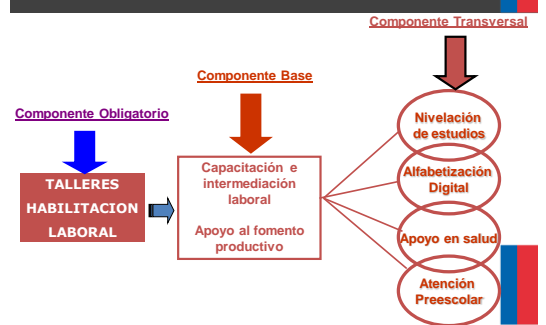 Componente Transversal
Componente Base
Componente Obligatorio
TALLERES
HABILITACION
LABORAL
Capacitación e
intermediación
laboral
Apoyo al fomento
productivo
Nivelación
de estudios
Alfabetización
Digital
Apoyo en salud
Atención
Preescolar